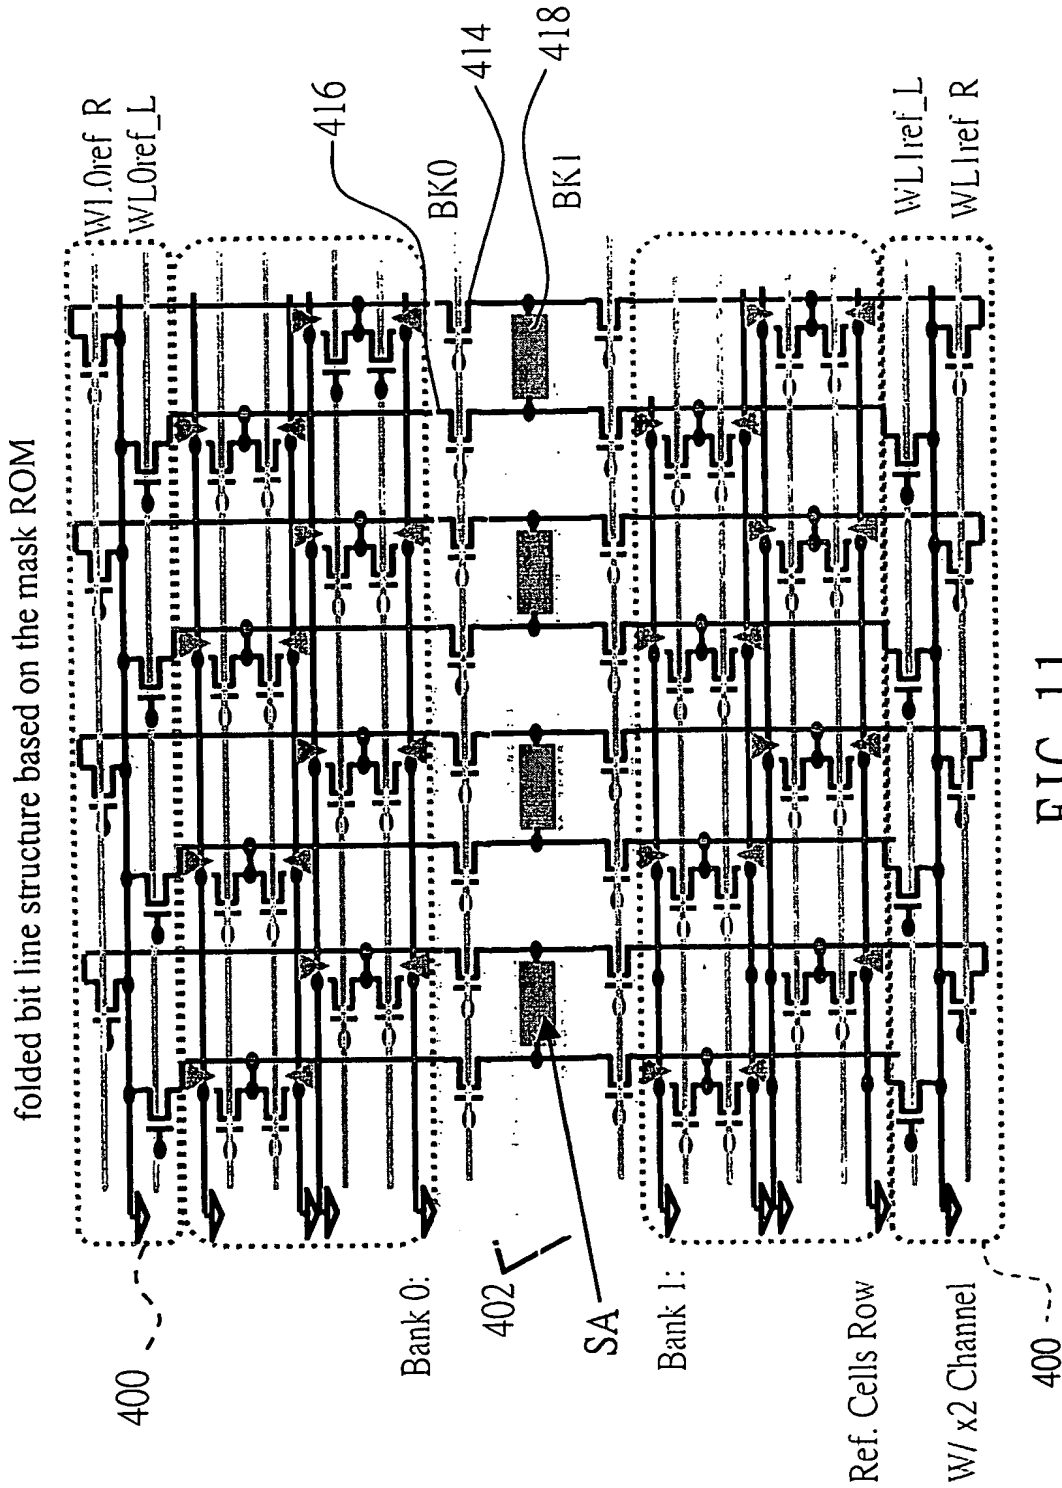 folded bit line structure based on the mask ROM
400
WL0ref_R
WL0ref_L
416
Bank 0:
BK0
414
402
418
SA
BK1
Bank 1:
Ref. Cells Row
WL1ref_L
W/ x2 Channel
WL1ref_R
400
FIG. 11